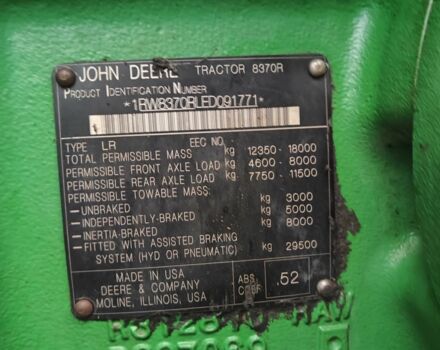 JOHN DEERE TRACTOR 8370R
PRODUCT IDENTIFICATION NUMBER
*1RW8370RLED091771*
TYPE LR EEC NO.
TOTAL PERMISSIBLE MASS kg 12350 - 18000
PERMISSIBLE FRONT AXLE LOAD kg 4600 - 8000
PERMISSIBLE REAR AXLE LOAD kg 7750 - 11500
PERMISSIBLE TOWABLE MASS:
-UNBRAKED kg 3000
-INDEPENDENTLY-BRAKED kg 5000
-INERTIA-BRAKED kg 8000
-FITTED WITH ASSISTED BRAKING
SYSTEM (HYD OR PNEUMATIC) kg 29500
MADE IN USA
DEERE & COMPANY
MOLINE, ILLINOIS, USA
ABS.
COEF.
.52